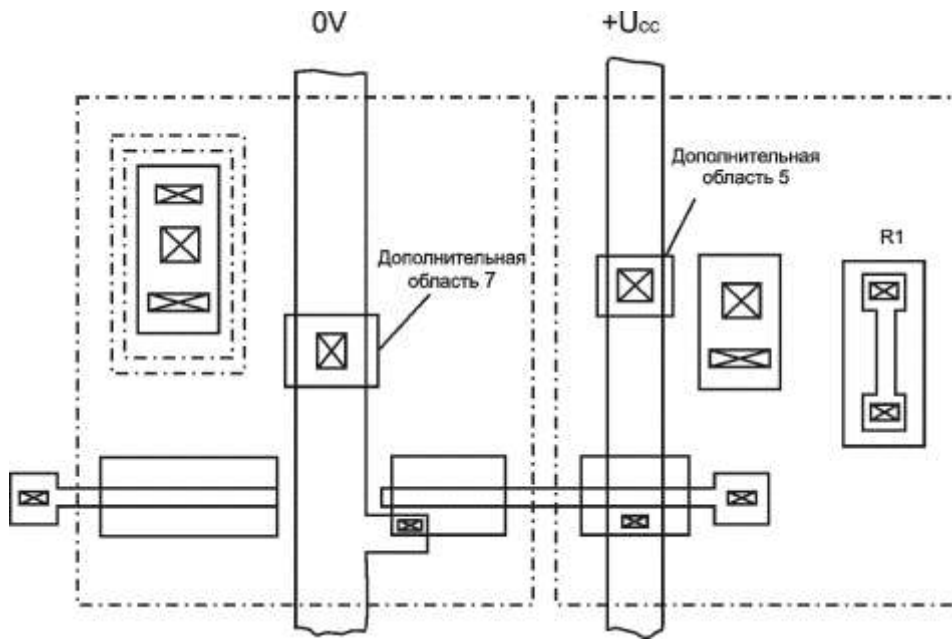 0V
+Ucc
Дополнительная
область 5
R1
Дополнительная
область 7